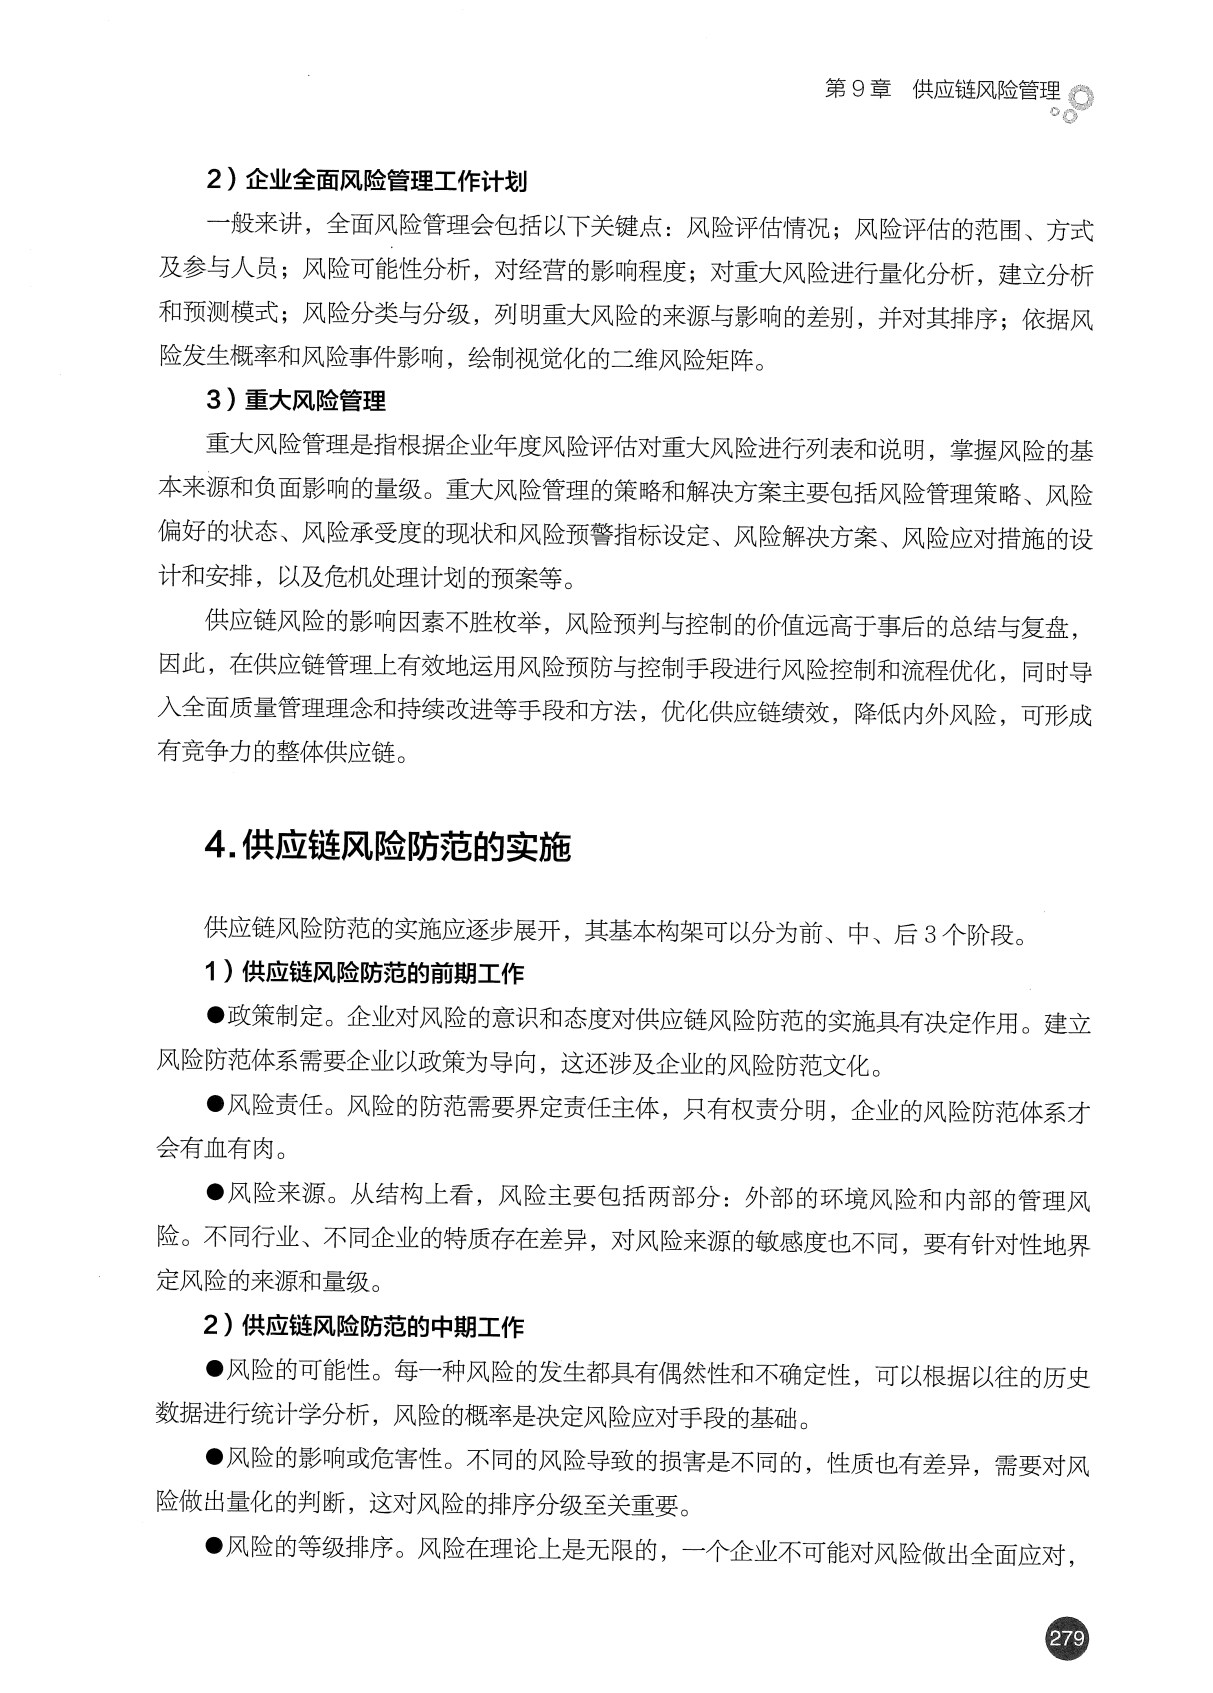 第9章 供应链风险管理
2）企业全面风险管理工作计划
一般来讲，全面风险管理会包括以下关键点：风险评估情况；风险评估的范围、方式
及参与人员；风险可能性分析，对经营的影响程度；对重大风险进行量化分析，建立分析
和预测模式；风险分类与分级，列明重大风险的来源与影响的差别，并对其排序；依据风
险发生概率和风险事件影响，绘制视觉化的二维风险矩阵。
3）重大风险管理
重大风险管理是指根据企业年度风险评估对重大风险进行列表和说明，掌握风险的基
本来源和负面影响的量级。重大风险管理的策略和解决方案主要包括风险管理策略、风险
偏好的状态、风险承受度的现状和风险预警指标设定、风险解决方案、风险应对措施的设
计和安排，以及危机处理计划的预案等。
供应链风险的影响因素不胜枚举，风险预判与控制的价值远高于事后的总结与复盘，
因此，在供应链管理上有效地运用风险预防与控制手段进行风险控制和流程优化，同时导
入全面质量管理理念和持续改进等手段和方法，优化供应链绩效，降低内外风险，可形成
有竞争力的整体供应链。
4.供应链风险防范的实施
供应链风险防范的实施应逐步展开，其基本构架可以分为前、中、后3个阶段。
1）供应链风险防范的前期工作
●政策制定。企业对风险的意识和态度对供应链风险防范的实施具有决定作用。建立
风险防范体系需要企业以政策为导向，这还涉及企业的风险防范文化。
●风险责任。风险的防范需要界定责任主体，只有权责分明，企业的风险防范体系才
会有血有肉。
●风险来源。从结构上看，风险主要包括两部分：外部的环境风险和内部的管理风
险。不同行业、不同企业的特质存在差异，对风险来源的敏感度也不同，要有针对性地界
定风险的来源和量级。
2）供应链风险防范的中期工作
●风险的可能性。每一种风险的发生都具有偶然性和不确定性，可以根据以往的历史
数据进行统计学分析，风险的概率是决定风险应对手段的基础。
●风险的影响或危害性。不同的风险导致的损害是不同的，性质也有差异，需要对风
险做出量化的判断，这对风险的排序分级至关重要。
●风险的等级排序。风险在理论上是无限的，一个企业不可能对风险做出全面应对，
279